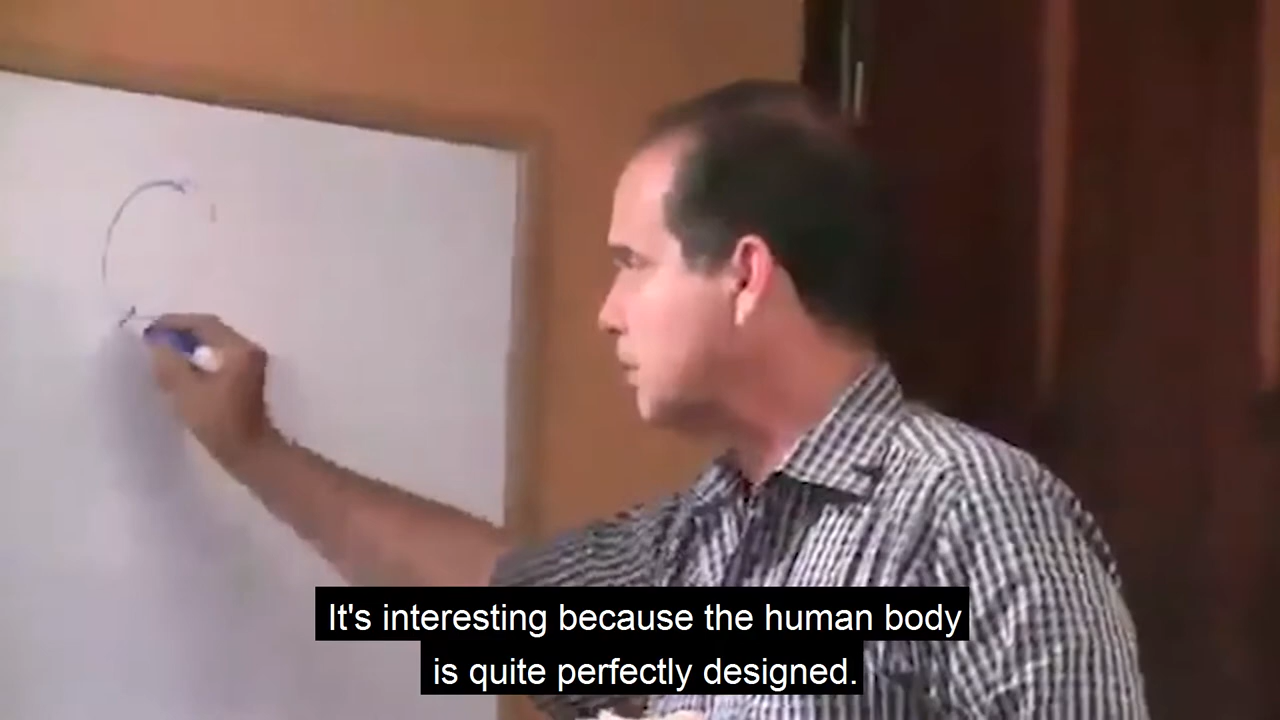 It's interesting because the human body
is quite perfectly designed.